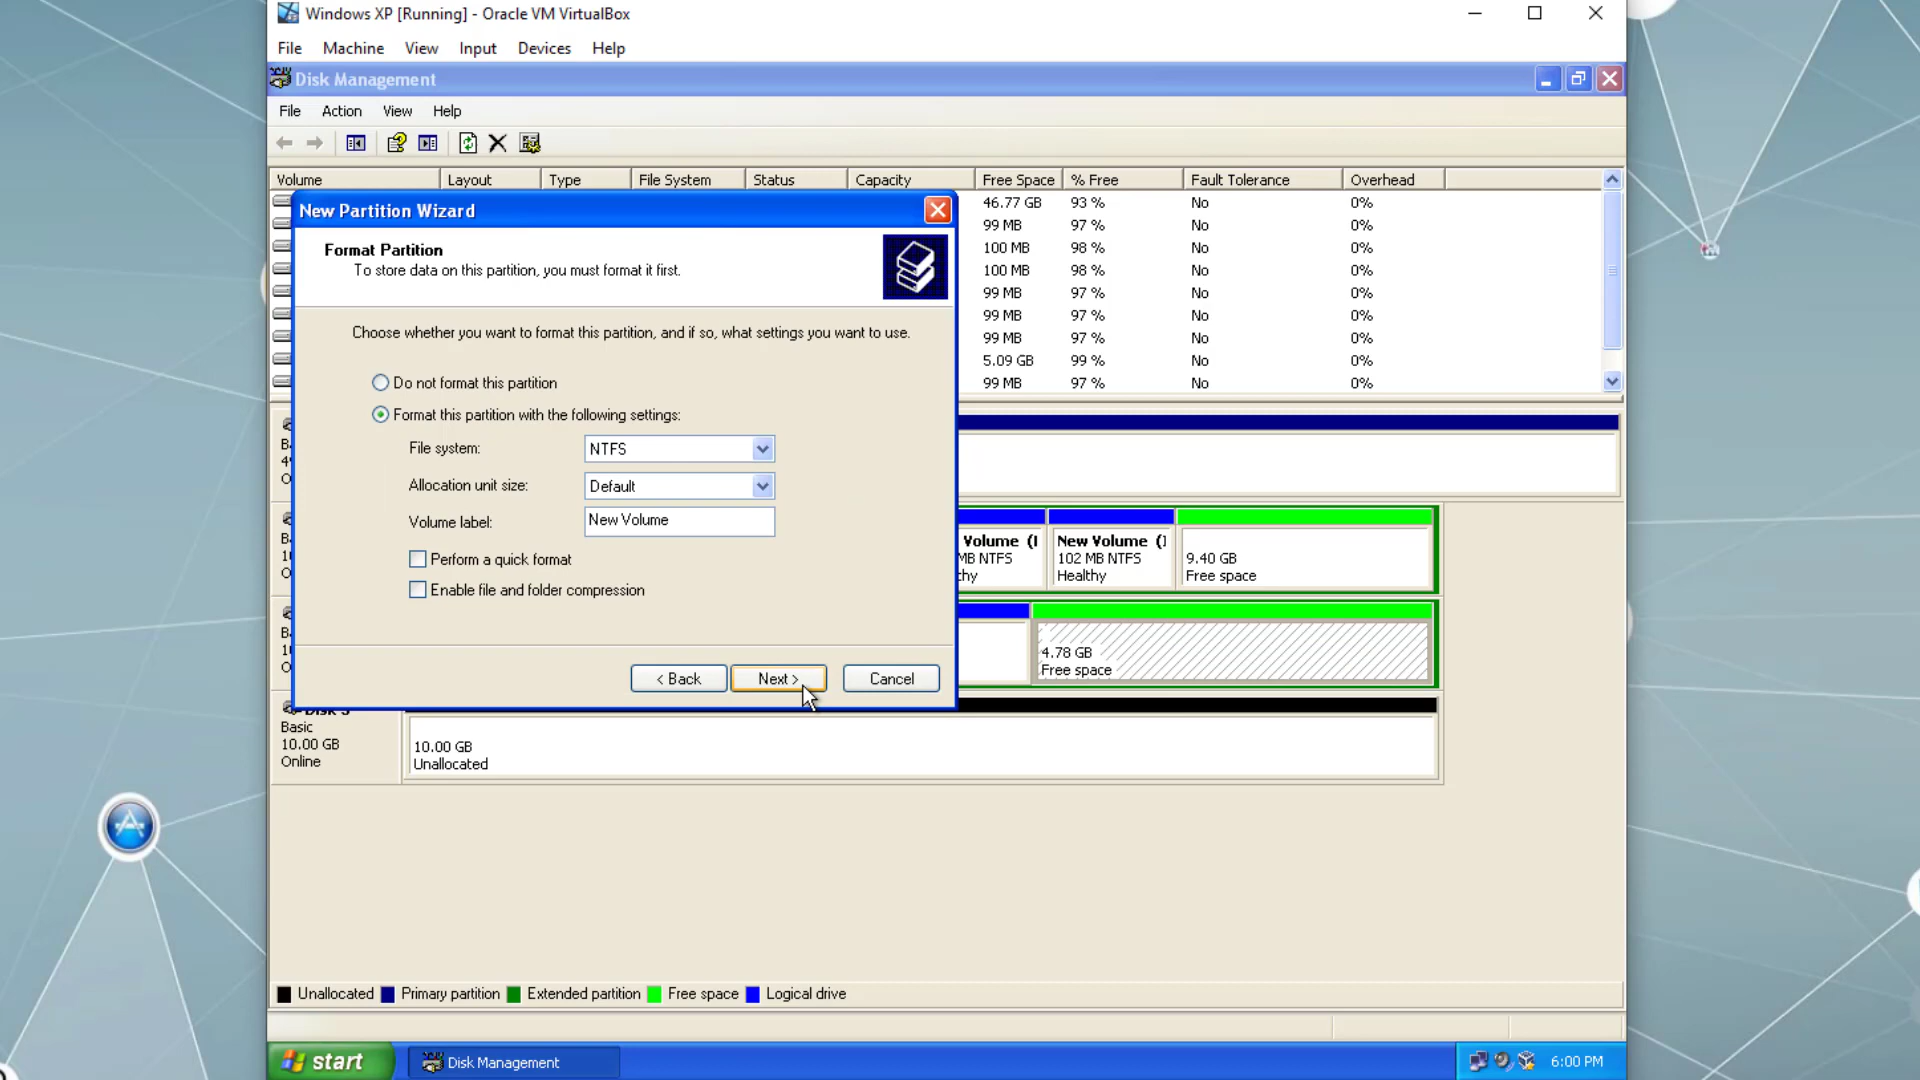 Windows XP [Running] - Oracle VM VirtualBox
File Machine View Input Devices Help
Disk Management
File Action View Help
Volume Layout Type File System Status Capacity Free Space % Free Fault Tolerance Overhead
46.77 GB 93 % No 0%
99 MB 97 % No 0%
100 MB 98 % No 0%
100 MB 98 % No 0%
99 MB 97 % No 0%
99 MB 97 % No 0%
99 MB 97 % No 0%
5.09 GB 99 % No 0%
99 MB 97 % No 0%
New Partition Wizard
Format Partition
To store data on this partition, you must format it first.
Choose whether you want to format this partition, and if so, what settings you want to use.
Do not format this partition
Format this partition with the following settings:
File system: NTFS
Allocation unit size: Default
Volume label: New Volume
Perform a quick format
Enable file and folder compression
< Back Next > Cancel
Volume (
MB NTFS
New Volume (
102 MB NTFS
Healthy
9.40 GB
Free space
4.78 GB
Free space
Basic
10.00 GB
Online
10.00 GB
Unallocated
Unallocated Primary partition Extended partition Free space Logical drive
start Disk Management 6:00 PM